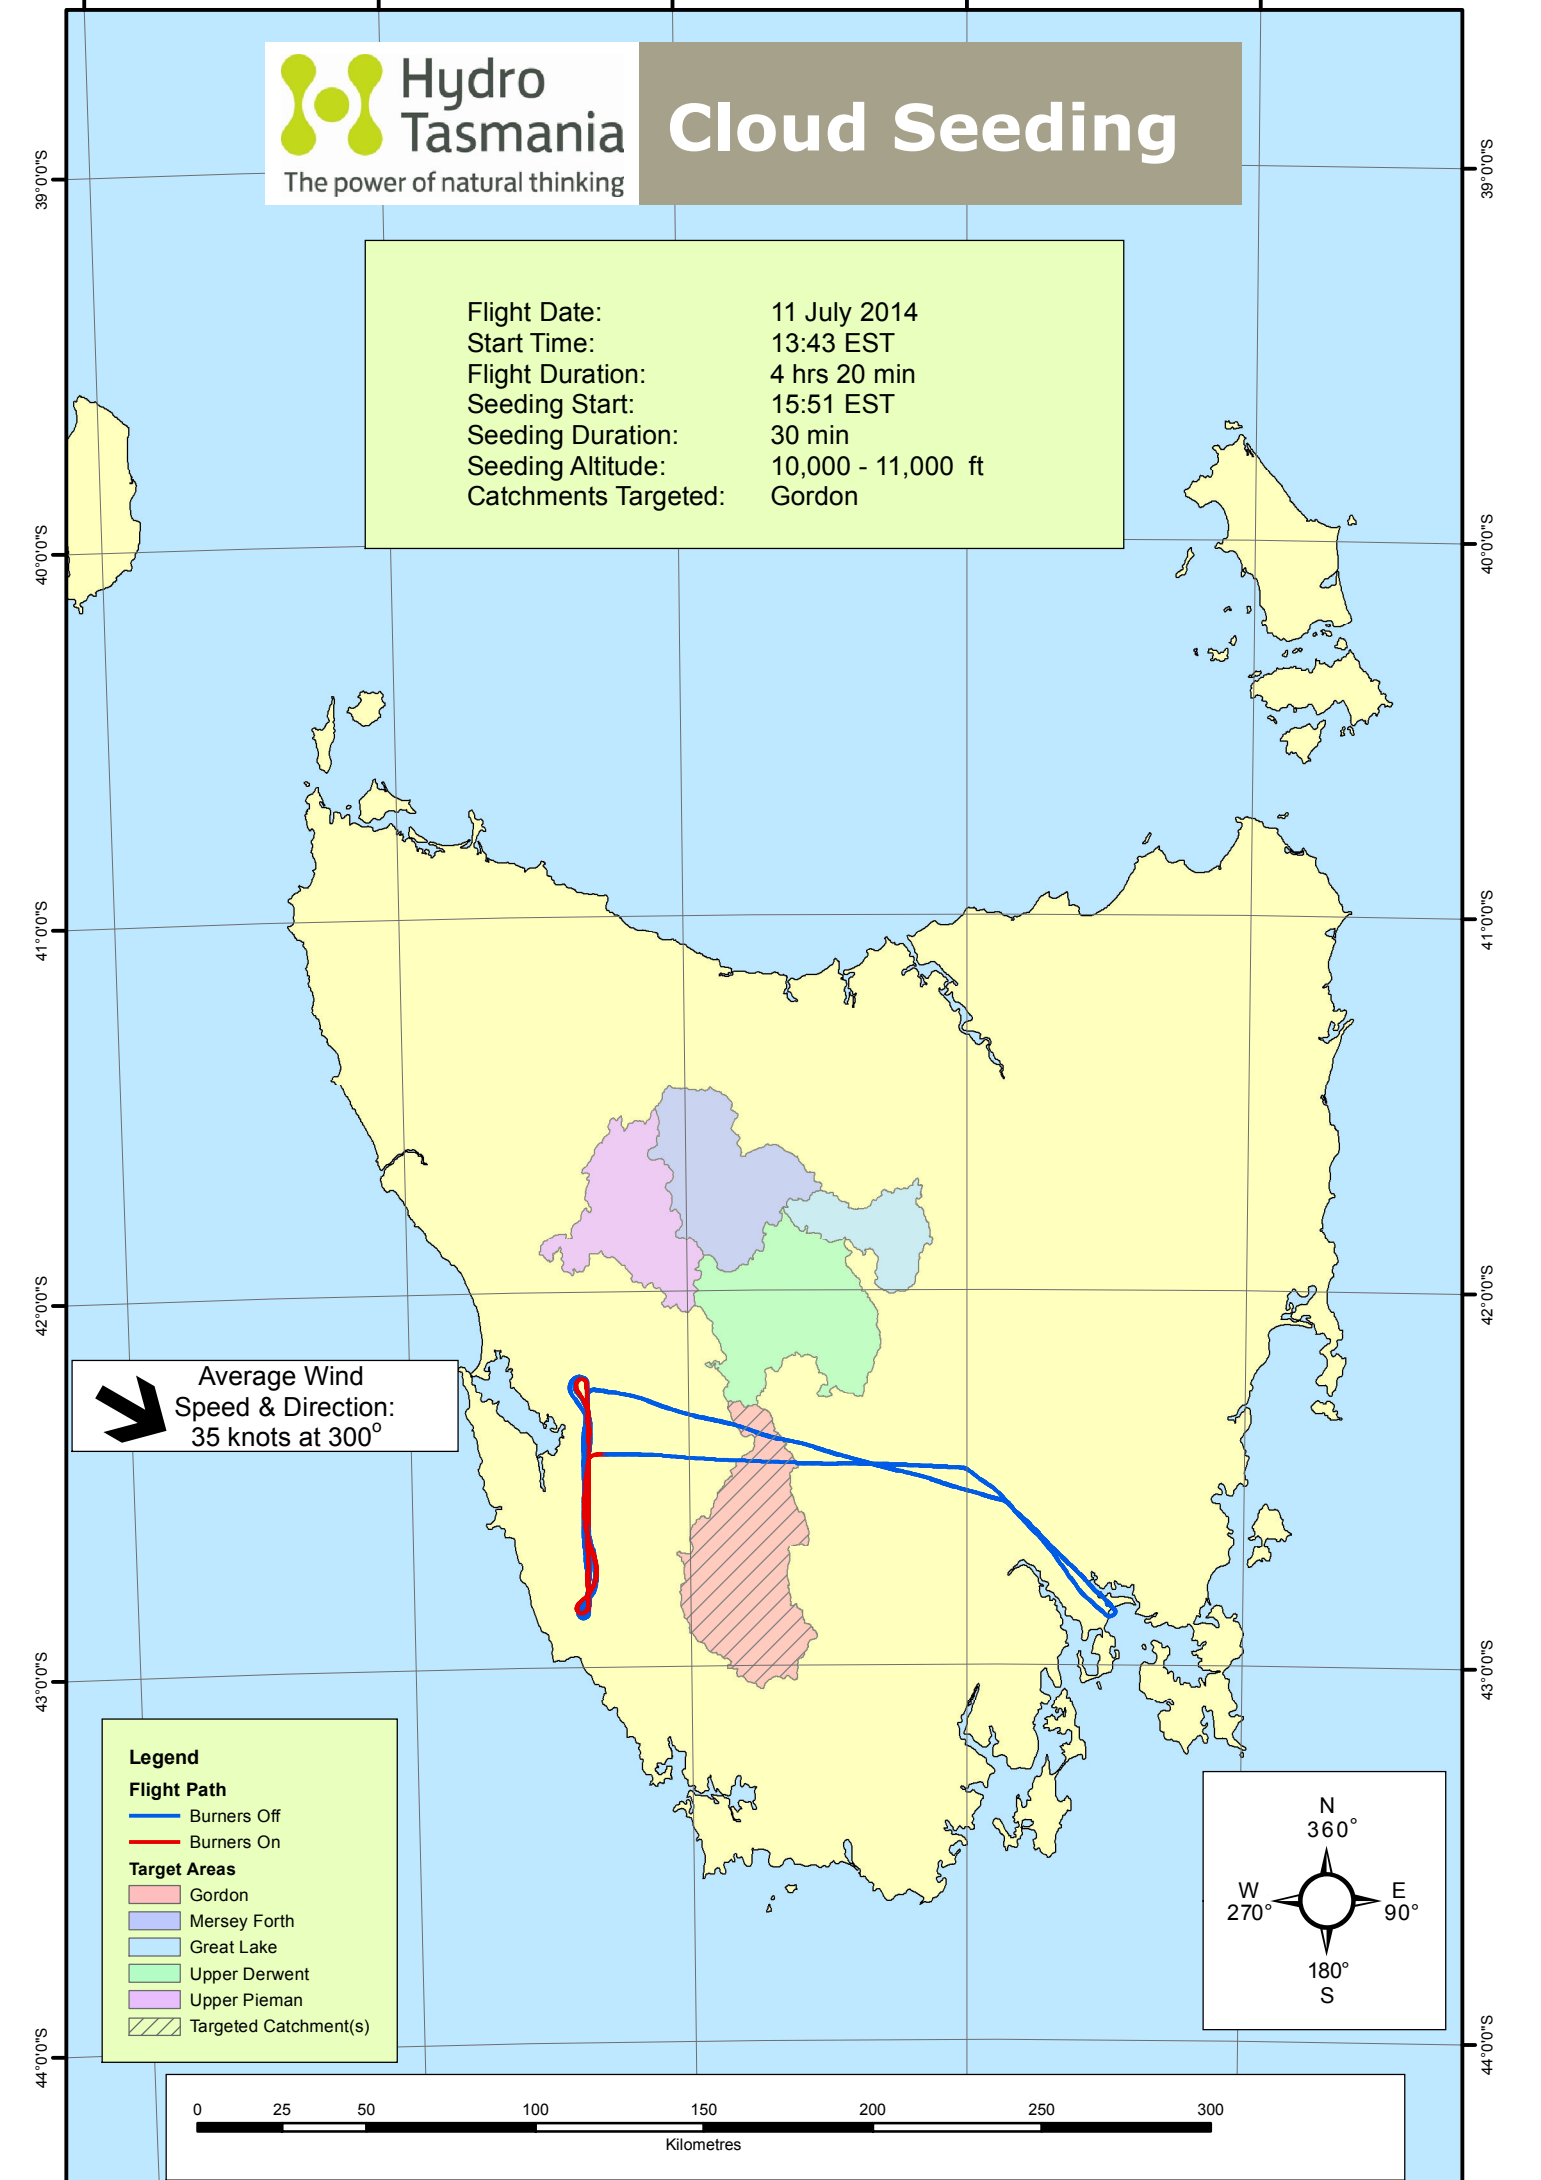 Hydro
Tasmania
The power of natural thinking
Cloud Seeding
Flight Date: 11 July 2014
Start Time: 13:43 EST
Flight Duration: 4 hrs 20 min
Seeding Start: 15:51 EST
Seeding Duration: 30 min
Seeding Altitude: 10,000 - 11,000 ft
Catchments Targeted: Gordon
39°0'0"S
39°0'0"S
40°0'0"S
40°0'0"S
41°0'0"S
41°0'0"S
42°0'0"S
42°0'0"S
Average Wind
Speed & Direction:
35 knots at 300°
43°0'0"S
43°0'0"S
Legend
Flight Path
Burners Off
Burners On
Target Areas
Gordon
Mersey Forth
Great Lake
Upper Derwent
Upper Pieman
Targeted Catchment(s)
N
360°
W
270°
E
90°
180°
S
44°0'0"S
44°0'0"S
0 25 50 100 150 200 250 300
Kilometres